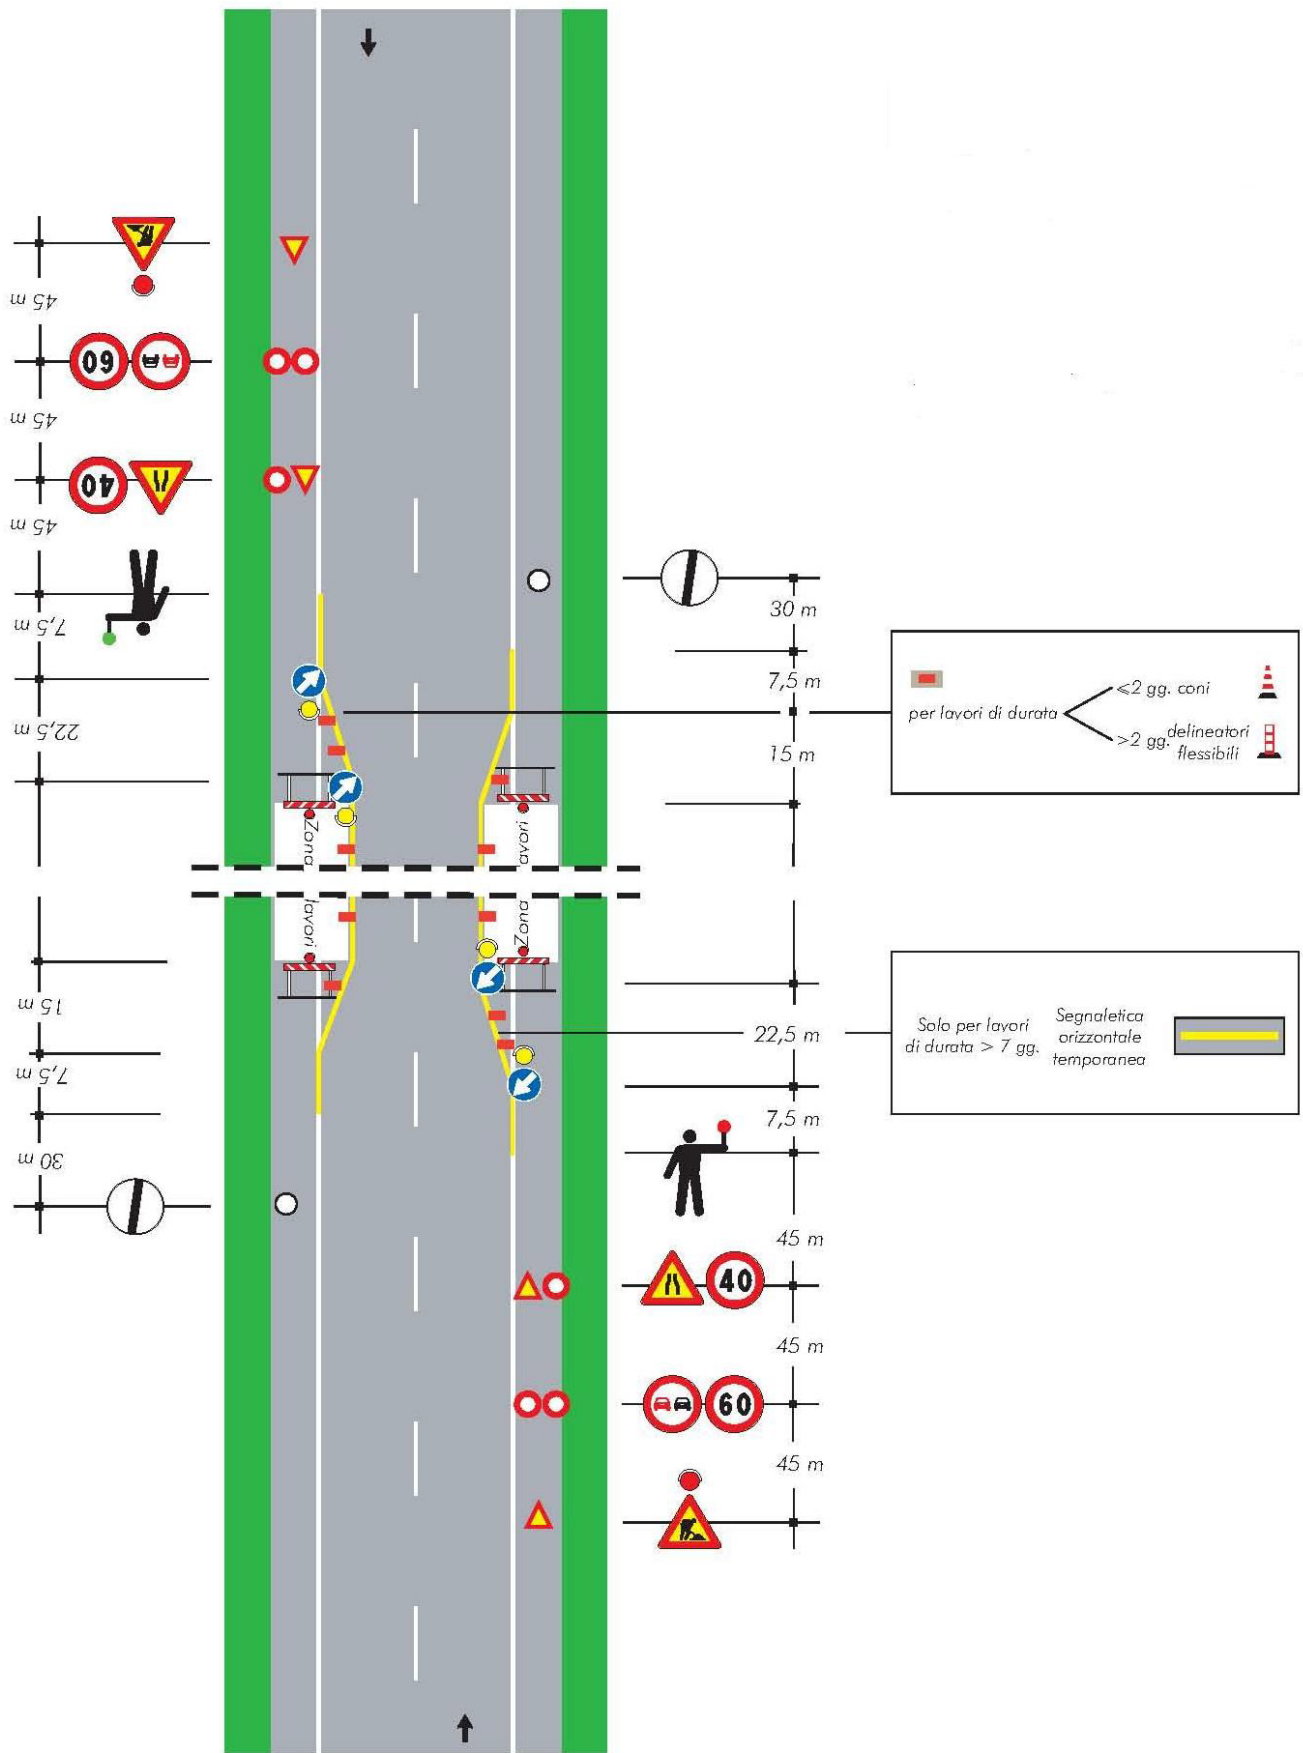 45 m
60
45 m
40
45 m
7,5 m
22,5 m
30 m
7,5 m
15 m
per lavori di durata
≤2 gg. coni
>2 gg. delineatori
flessibili
Zona
lavori
avori
Zona
15 m
7,5 m
30 m
22,5 m
7,5 m
Solo per lavori
di durata > 7 gg.
Segnaletica
orizzontale
temporanea
45 m
40
45 m
60
45 m